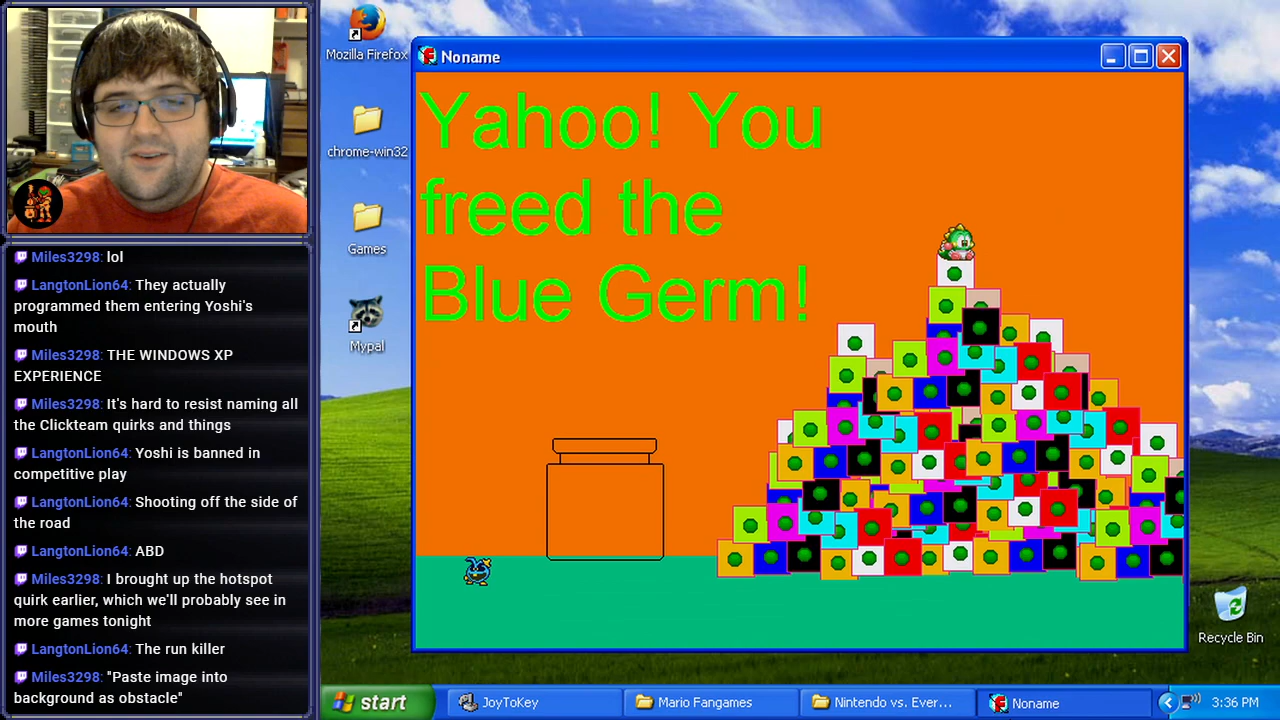 Miles3298: lol
LangtonLion64: They actually
programmed them entering Yoshi's
mouth
Miles3298: THE WINDOWS XP
EXPERIENCE
Miles3298: It's hard to resist naming all
the Clickteam quirks and things
LangtonLion64: Yoshi is banned in
competitive play
LangtonLion64: Shooting off the side of
the road
LangtonLion64: ABD
Miles3298: I brought up the hotspot
quirk earlier, which we'll probably see in
more games tonight
LangtonLion64: The run killer
Miles3298: "Paste image into
background as obstacle"
Mozilla Firefox
chrome-win32
Games
Mypal
Noname
Yahoo! You
freed the
Blue Germ!
Recycle Bin
start
JoyToKey
Mario Fangames
Nintendo vs. Ever...
Noname
3:36 PM